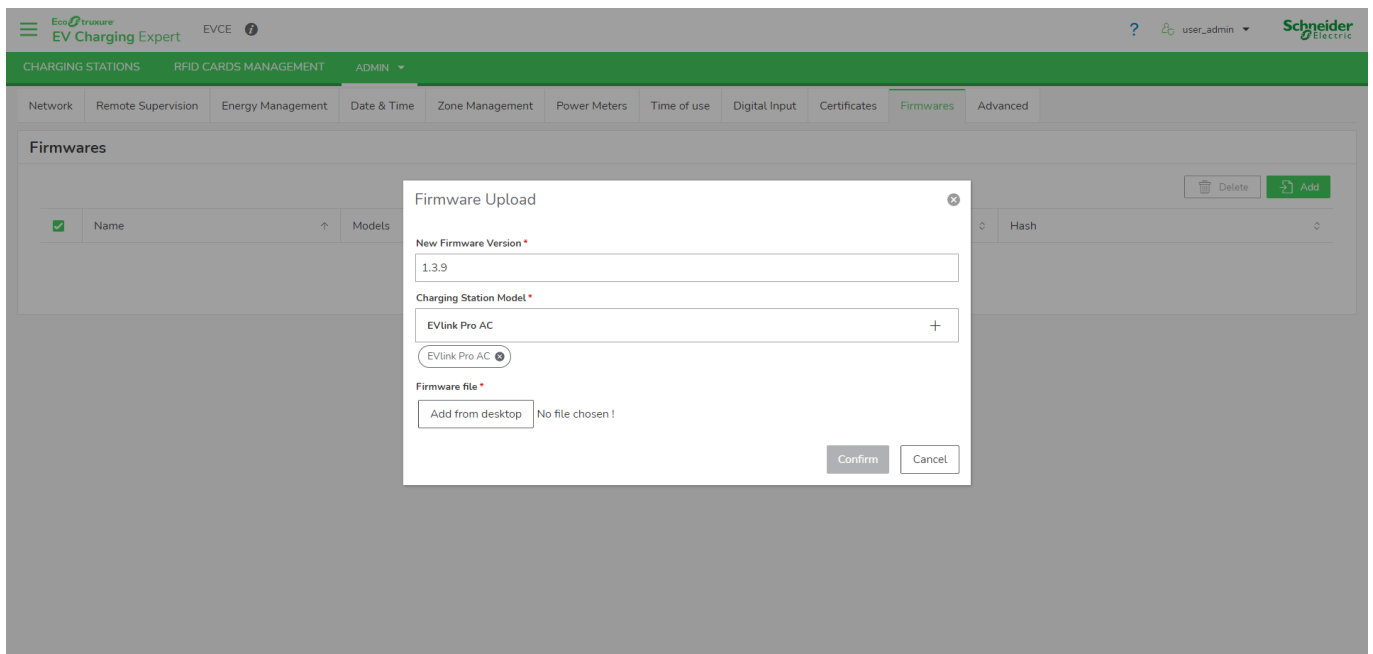 EcoStruxure
EV Charging Expert
EVCE
?
user_admin
Schneider
Electric
CHARGING STATIONS
RFID CARDS MANAGEMENT
ADMIN
Network
Remote Supervision
Energy Management
Date & Time
Zone Management
Power Meters
Time of use
Digital Input
Certificates
Firmwares
Advanced
Firmwares
Delete
Add
Name
Models
Hash
Firmware Upload
New Firmware Version *
1.3.9
Charging Station Model *
EVlink Pro AC
EVlink Pro AC
Firmware file *
Add from desktop
No file chosen !
Confirm
Cancel